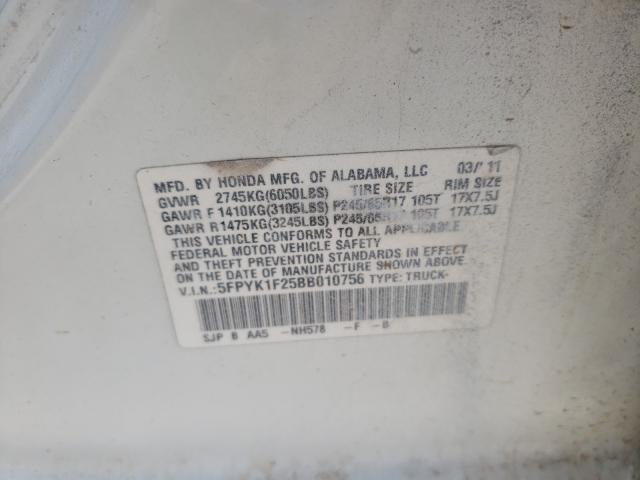 MFD. BY HONDA MFG. OF ALABAMA, LLC 03/'11
GVWR 2745KG(6050LBS) TIRE SIZE RIM SIZE
GAWR F 1410KG(3105LBS) P245/65R17 105T 17X7.5J
GAWR R 1475KG(3245LBS) P245/65R17 105T 17X7.5J
THIS VEHICLE CONFORMS TO ALL APPLICABLE
FEDERAL MOTOR VEHICLE SAFETY
AND THEFT PREVENTION STANDARDS IN EFFECT
ON THE DATE OF MANUFACTURE SHOWN ABOVE.
V.I.N.:5FPYK1F25BB010756 TYPE:TRUCK
SJP B AA5 -NH578 -F -B